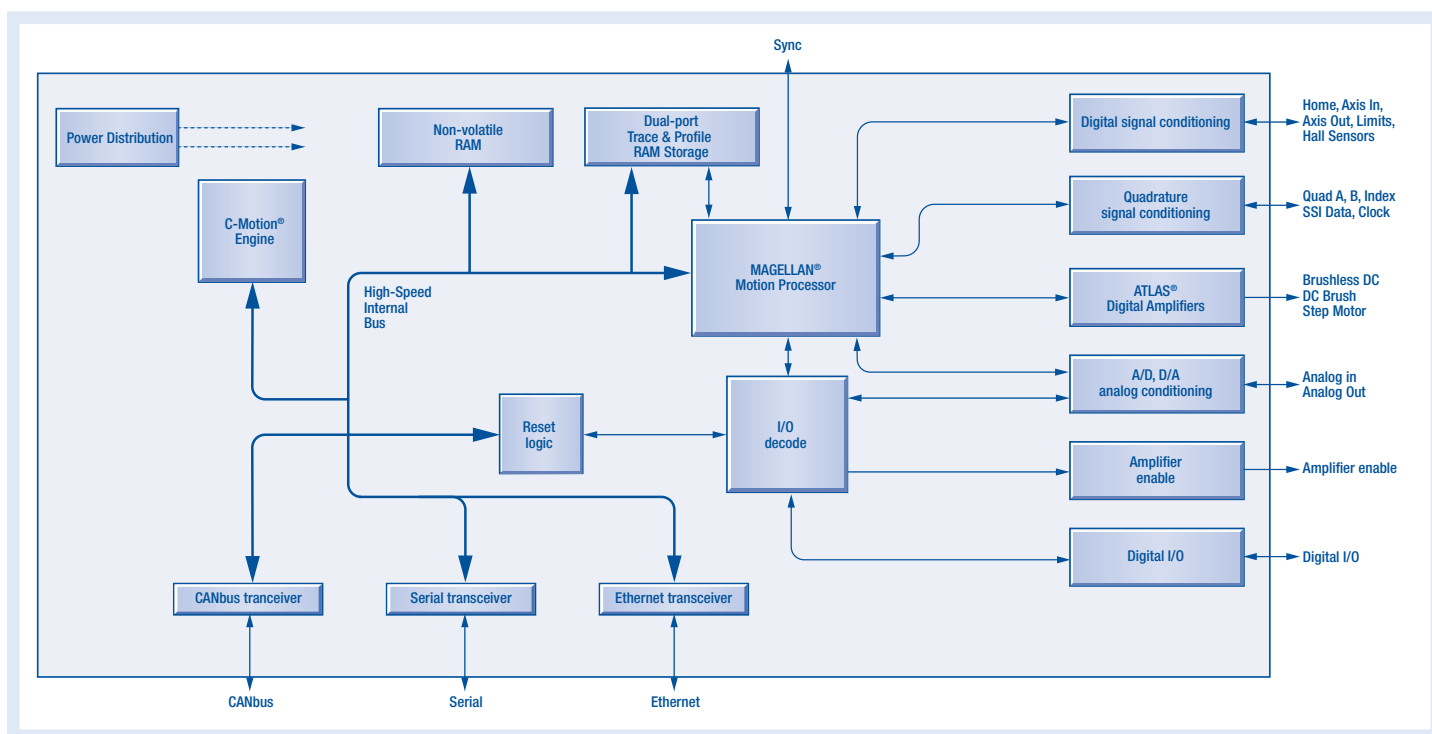 Sync
Power Distribution
Non-volatile
RAM
Dual-port
Trace & Profile
RAM Storage
Digital signal conditioning
Home, Axis In,
Axis Out, Limits,
Hall Sensors
C-Motion®
Engine
Quadrature
signal conditioning
Quad A, B, Index
SSI Data, Clock
MAGELLAN®
Motion Processor
High-Speed
Internal
Bus
ATLAS®
Digital Amplifiers
Brushless DC
DC Brush
Step Motor
A/D, D/A
analog conditioning
Analog in
Analog Out
Reset
logic
I/O
decode
Amplifier
enable
Amplifier enable
Digital I/O
Digital I/O
CANbus tranceiver
Serial transceiver
Ethernet transceiver
CANbus
Serial
Ethernet